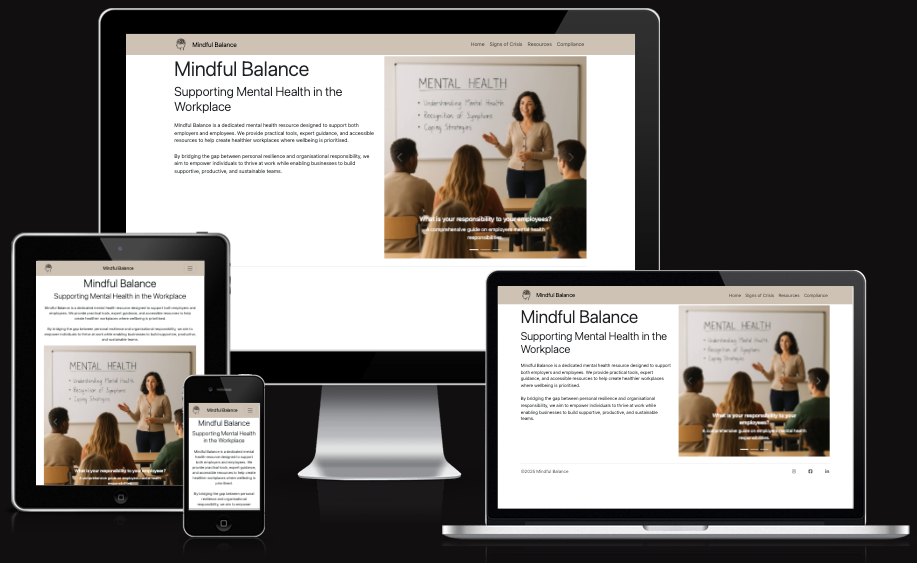 Mindful Balance
Home Signs of Crisis Resources Compliance
Mindful Balance
Supporting Mental Health in the
Workplace
Mindful Balance is a dedicated mental health resource designed to support both
employers and employees. We provide practical tools, expert guidance, and accessible
resources to help create healthier workplaces where wellbeing is prioritised.
By bridging the gap between personal resilience and organisational responsibility, we
aim to empower individuals to thrive at work while enabling businesses to build
supportive, productive, and sustainable teams.
MENTAL HEALTH
• Understanding Mental Health
• Recognition of Symptoms
• Coping Strategies
What is your responsibility to your employees?
A comprehensive guide on employees mental health
responsibilities.
Mindful Balance
Mindful Balance
Supporting Mental Health in the Workplace
Mindful Balance is a dedicated mental health resource designed to support both employers and
employees. We provide practical tools, expert guidance, and accessible resources to help
create healthier workplaces where wellbeing is prioritised.
By bridging the gap between personal resilience and organisational responsibility, we aim to
empower individuals to thrive at work while enabling businesses to build supportive, productive,
and sustainable teams.
MENTAL HEALTH
• Understanding Mental Health
• Recognition of Symptoms
• Coping Strategies
What is your responsibility to your employees?
A comprehensive guide on employees mental health
responsibilities.
Mindful Balance
Mindful Balance
Supporting Mental Health
in the Workplace
Mindful Balance is a dedicated
mental health resource designed to
support both employers and
employees. We provide
practical tools, expert guidance,
and accessible resources to help create
healthier workplaces where
wellbeing is prioritised.
By bridging the gap between personal
resilience and organisational
responsibility, we aim to empower
Mindful Balance
Home Signs of Crisis Resources Compliance
Mindful Balance
Supporting Mental Health in the
Workplace
Mindful Balance is a dedicated mental health resource designed to support
both employers and employees. We provide practical tools, expert
guidance, and accessible resources to help create healthier workplaces
where wellbeing is prioritised.
By bridging the gap between personal resilience and organisational
responsibility, we aim to empower individuals to thrive at work while
enabling businesses to build supportive, productive, and sustainable
teams.
MENTAL HEALTH
• Understanding Mental Health
• Recognition of Symptoms
• Coping Strategies
What is your responsibility to your
employees?
A comprehensive guide on employees mental health
responsibilities.
©2025 Mindful Balance